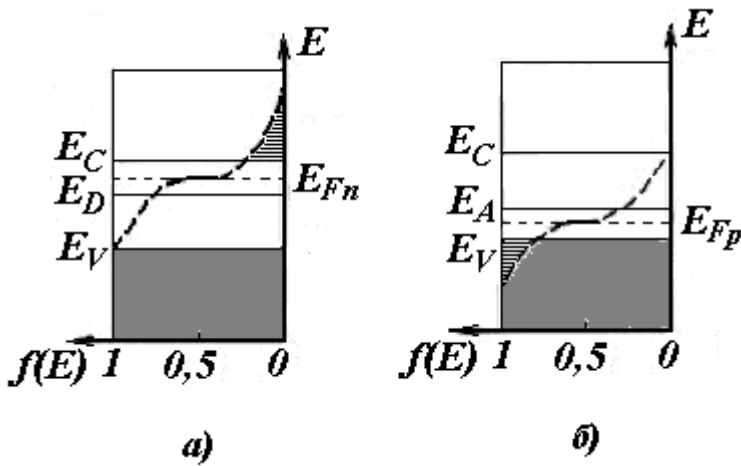 E
E_C
E_D
E_Fn
E_V
f(E) 1 0,5 0
а)
E
E_C
E_A
E_Fp
E_V
f(E) 1 0,5 0
б)